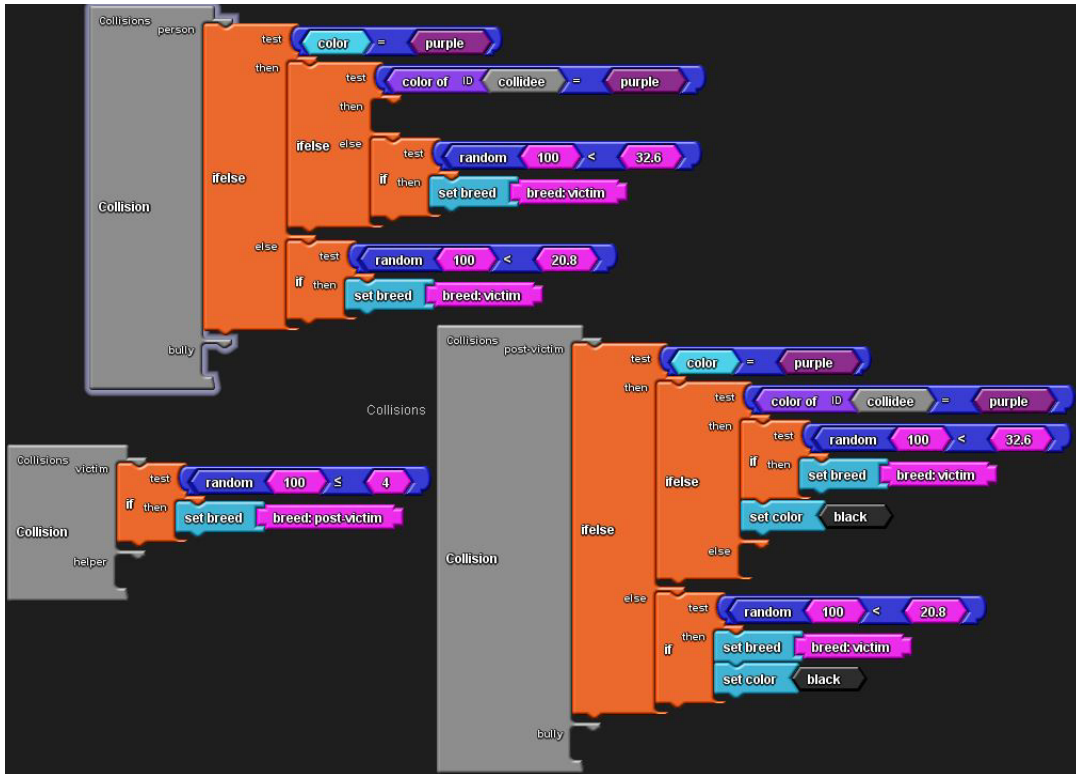 Collisions
person
test color = purple
then
test color of ID collidee = purple
then
ifelse else
test random 100 < 32.6
ifelse
if then set breed breed: victim
Collision
else
test random 100 < 20.8
if then set breed breed: victim
bully
Collisions
Collisions
post-victim
test color = purple
then
test color of ID collidee = purple
then
test random 100 < 32.6
if then
set breed breed: victim
ifelse
set color black
ifelse
else
Collision
else
test random 100 < 20.8
then
set breed breed: victim
if
set color black
bully
Collisions
victim
test random 100 ≤ 4
if then
set breed breed: post-victim
Collision
helper